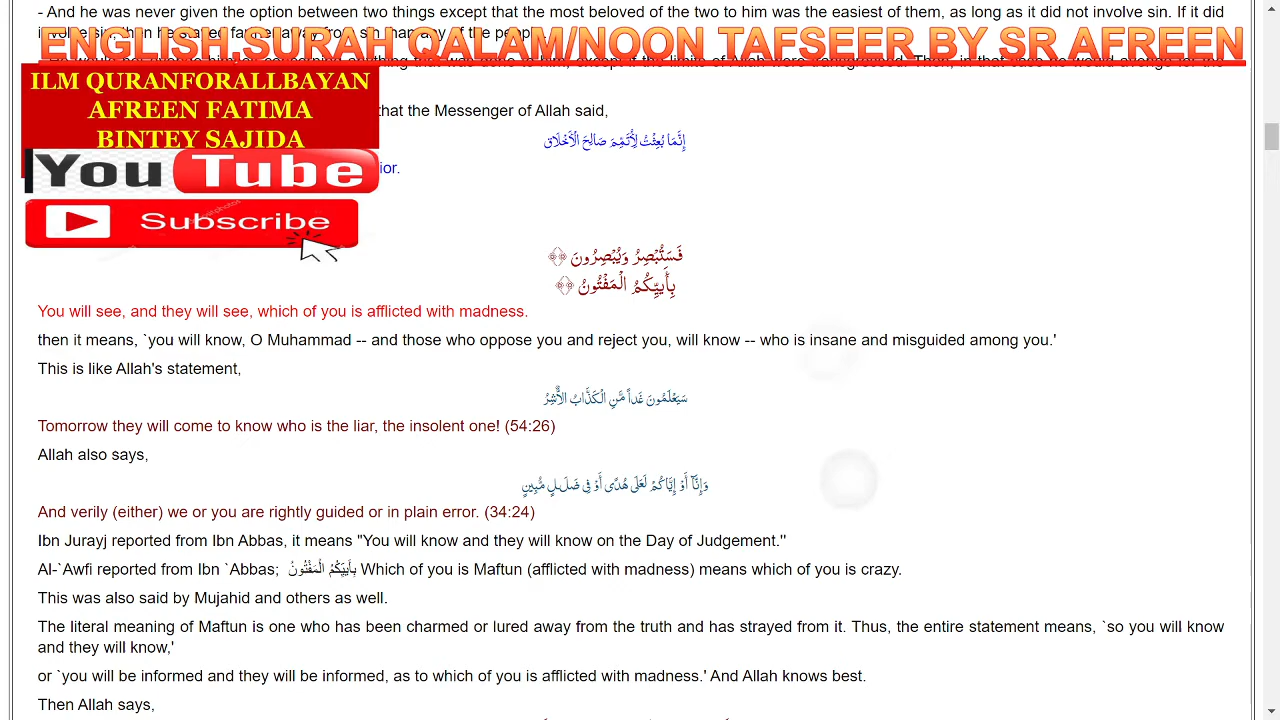 - And he was never given the option between two things except that the most beloved of the two to him was the easiest of them, as long as it did not involve sin. If it did
ENGLISH,SURAH QALAM/NOON TAFSEER BY SR AFREEN
ILM QURANFORALLBAYAN
AFREEN FATIMA
BINTEY SAJIDA
that the Messenger of Allah said,
إِنَّمَا بُعِثْتُ لِأُتَمِّمَ صَالِحَ الْأَخْلَاق
ior.
YouTube
Subscribe
فَسَتُبْصِرُ وَيُبْصِرُونَ ﴿﴾
بِأَييِّكُمُ الْمَفْتُونُ ﴿﴾
You will see, and they will see, which of you is afflicted with madness.
then it means, `you will know, O Muhammad -- and those who oppose you and reject you, will know -- who is insane and misguided among you.'
This is like Allah's statement,
سَيَعْلَمُونَ غَداً مَّنِ الْكَذَّابُ الاٌّشِرُ
Tomorrow they will come to know who is the liar, the insolent one! (54:26)
Allah also says,
وَإِنَّآ أَوْ إِيَّاكُمْ لَعَلَى هُدًى أَوْ فِى ضَلَـلٍ مُّبِينٍ
And verily (either) we or you are rightly guided or in plain error. (34:24)
Ibn Jurayj reported from Ibn Abbas, it means "You will know and they will know on the Day of Judgement."
Al-`Awfi reported from Ibn `Abbas; بِأَييِّكُمُ الْمَفْتُونُ Which of you is Maftun (afflicted with madness) means which of you is crazy.
This was also said by Mujahid and others as well.
The literal meaning of Maftun is one who has been charmed or lured away from the truth and has strayed from it. Thus, the entire statement means, `so you will know
and they will know,'
or `you will be informed and they will be informed, as to which of you is afflicted with madness.' And Allah knows best.
Then Allah says,